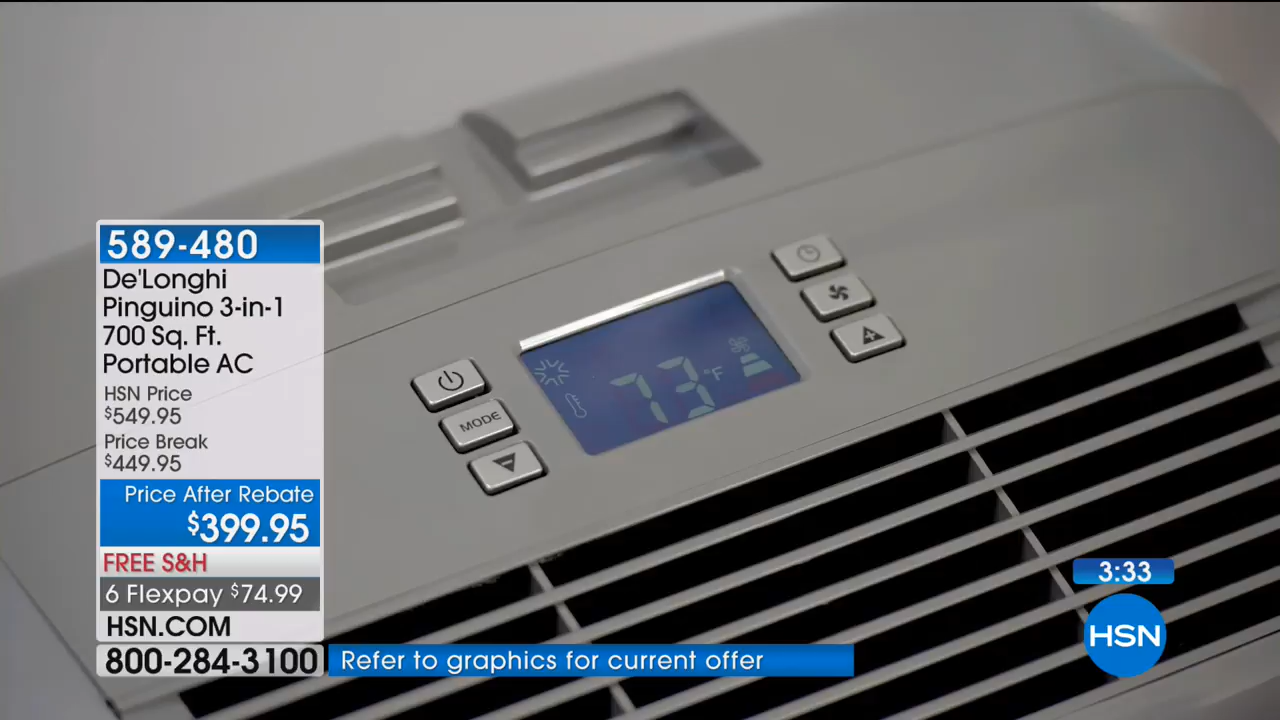 589-480
De'Longhi
Pinguino 3-in-1
700 Sq. Ft.
Portable AC
HSN Price
$549.95
Price Break
$449.95
Price After Rebate
$399.95
FREE S&H
6 Flexpay $74.99
HSN.COM
800-284-3100
Refer to graphics for current offer
MODE
73°F
3:33
HSN